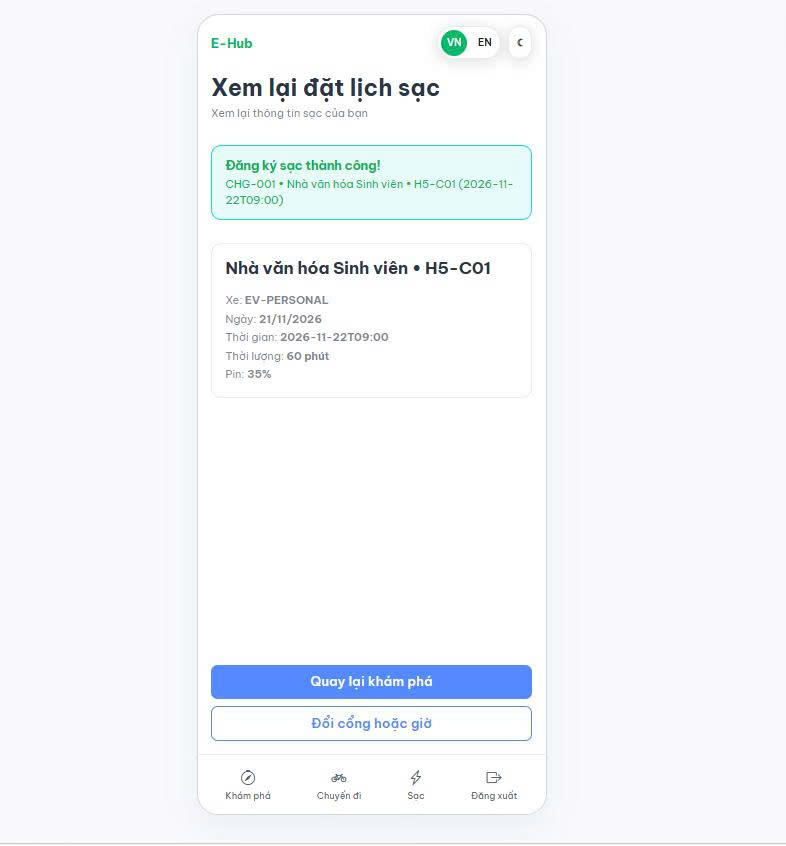 E-Hub
VN EN
Xem lại đặt lịch sạc
Xem lại thông tin sạc của bạn
Đăng ký sạc thành công!
CHG-001 • Nhà văn hóa Sinh viên • H5-C01 (2026-11-
22T09:00)
Nhà văn hóa Sinh viên • H5-C01
Xe: EV-PERSONAL
Ngày: 21/11/2026
Thời gian: 2026-11-22T09:00
Thời lượng: 60 phút
Pin: 35%
Quay lại khám phá
Đổi cổng hoặc giờ
Khám phá Chuyến đi Sạc Đăng xuất